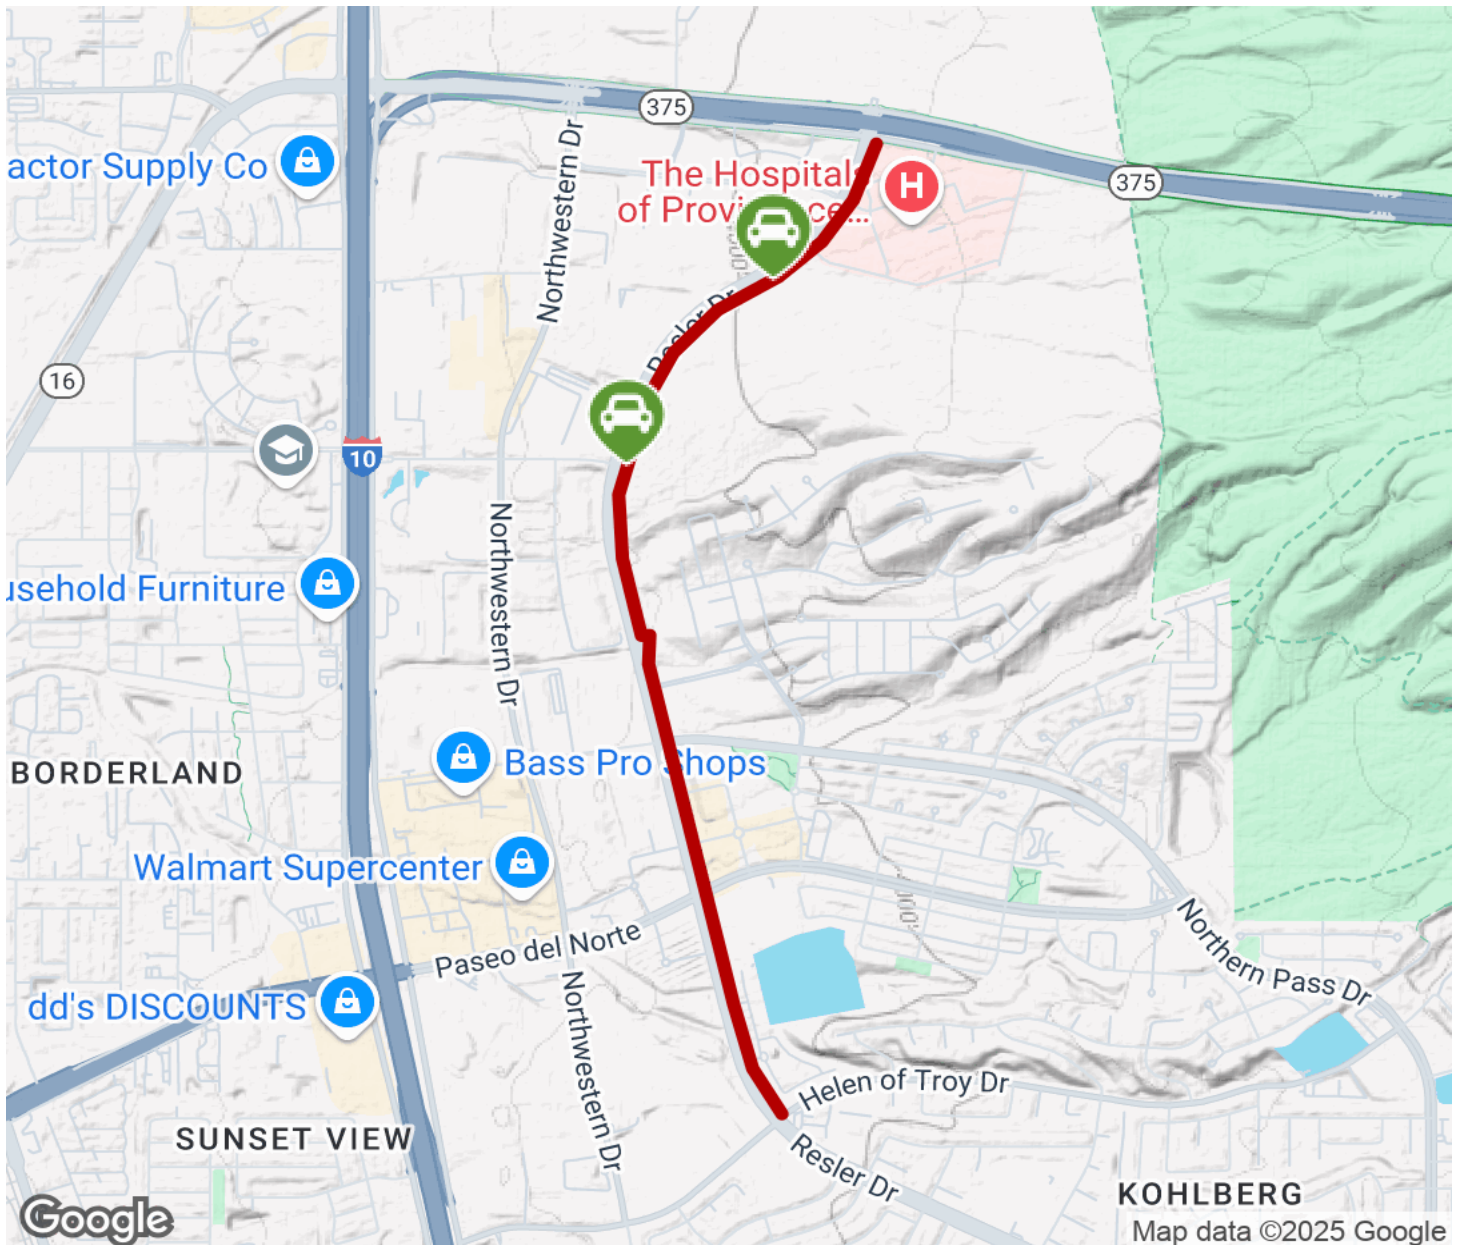 375
actor Supply Co
The Hospitals
of Provi ce...
375
Northwestern Dr
Resler Dr
16
10
Northwestern Dr
usehold Furniture
BORDERLAND
Bass Pro Shops
Walmart Supercenter
Paseo del Norte
Northern Pass Dr
dd's DISCOUNTS
Northwestern Dr
Helen of Troy Dr
SUNSET VIEW
Resler Dr
KOHLBERG
Google
Map data ©2025 Google